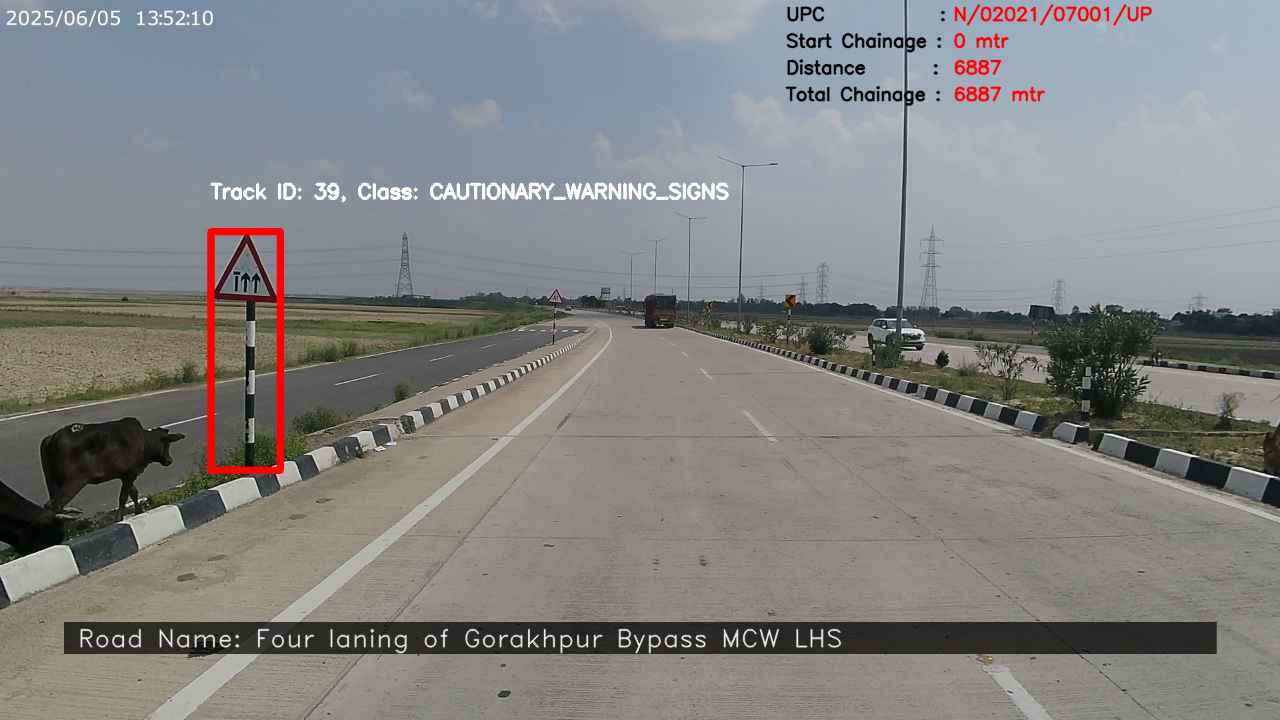 2025/06/05 13:52:10
UPC : N/02021/07001/UP
Start Chainage : 0 mtr
Distance : 6887
Total Chainage : 6887 mtr
Track ID: 39, Class: CAUTIONARY_WARNING_SIGNS
Road Name: Four laning of Gorakhpur Bypass MCW LHS